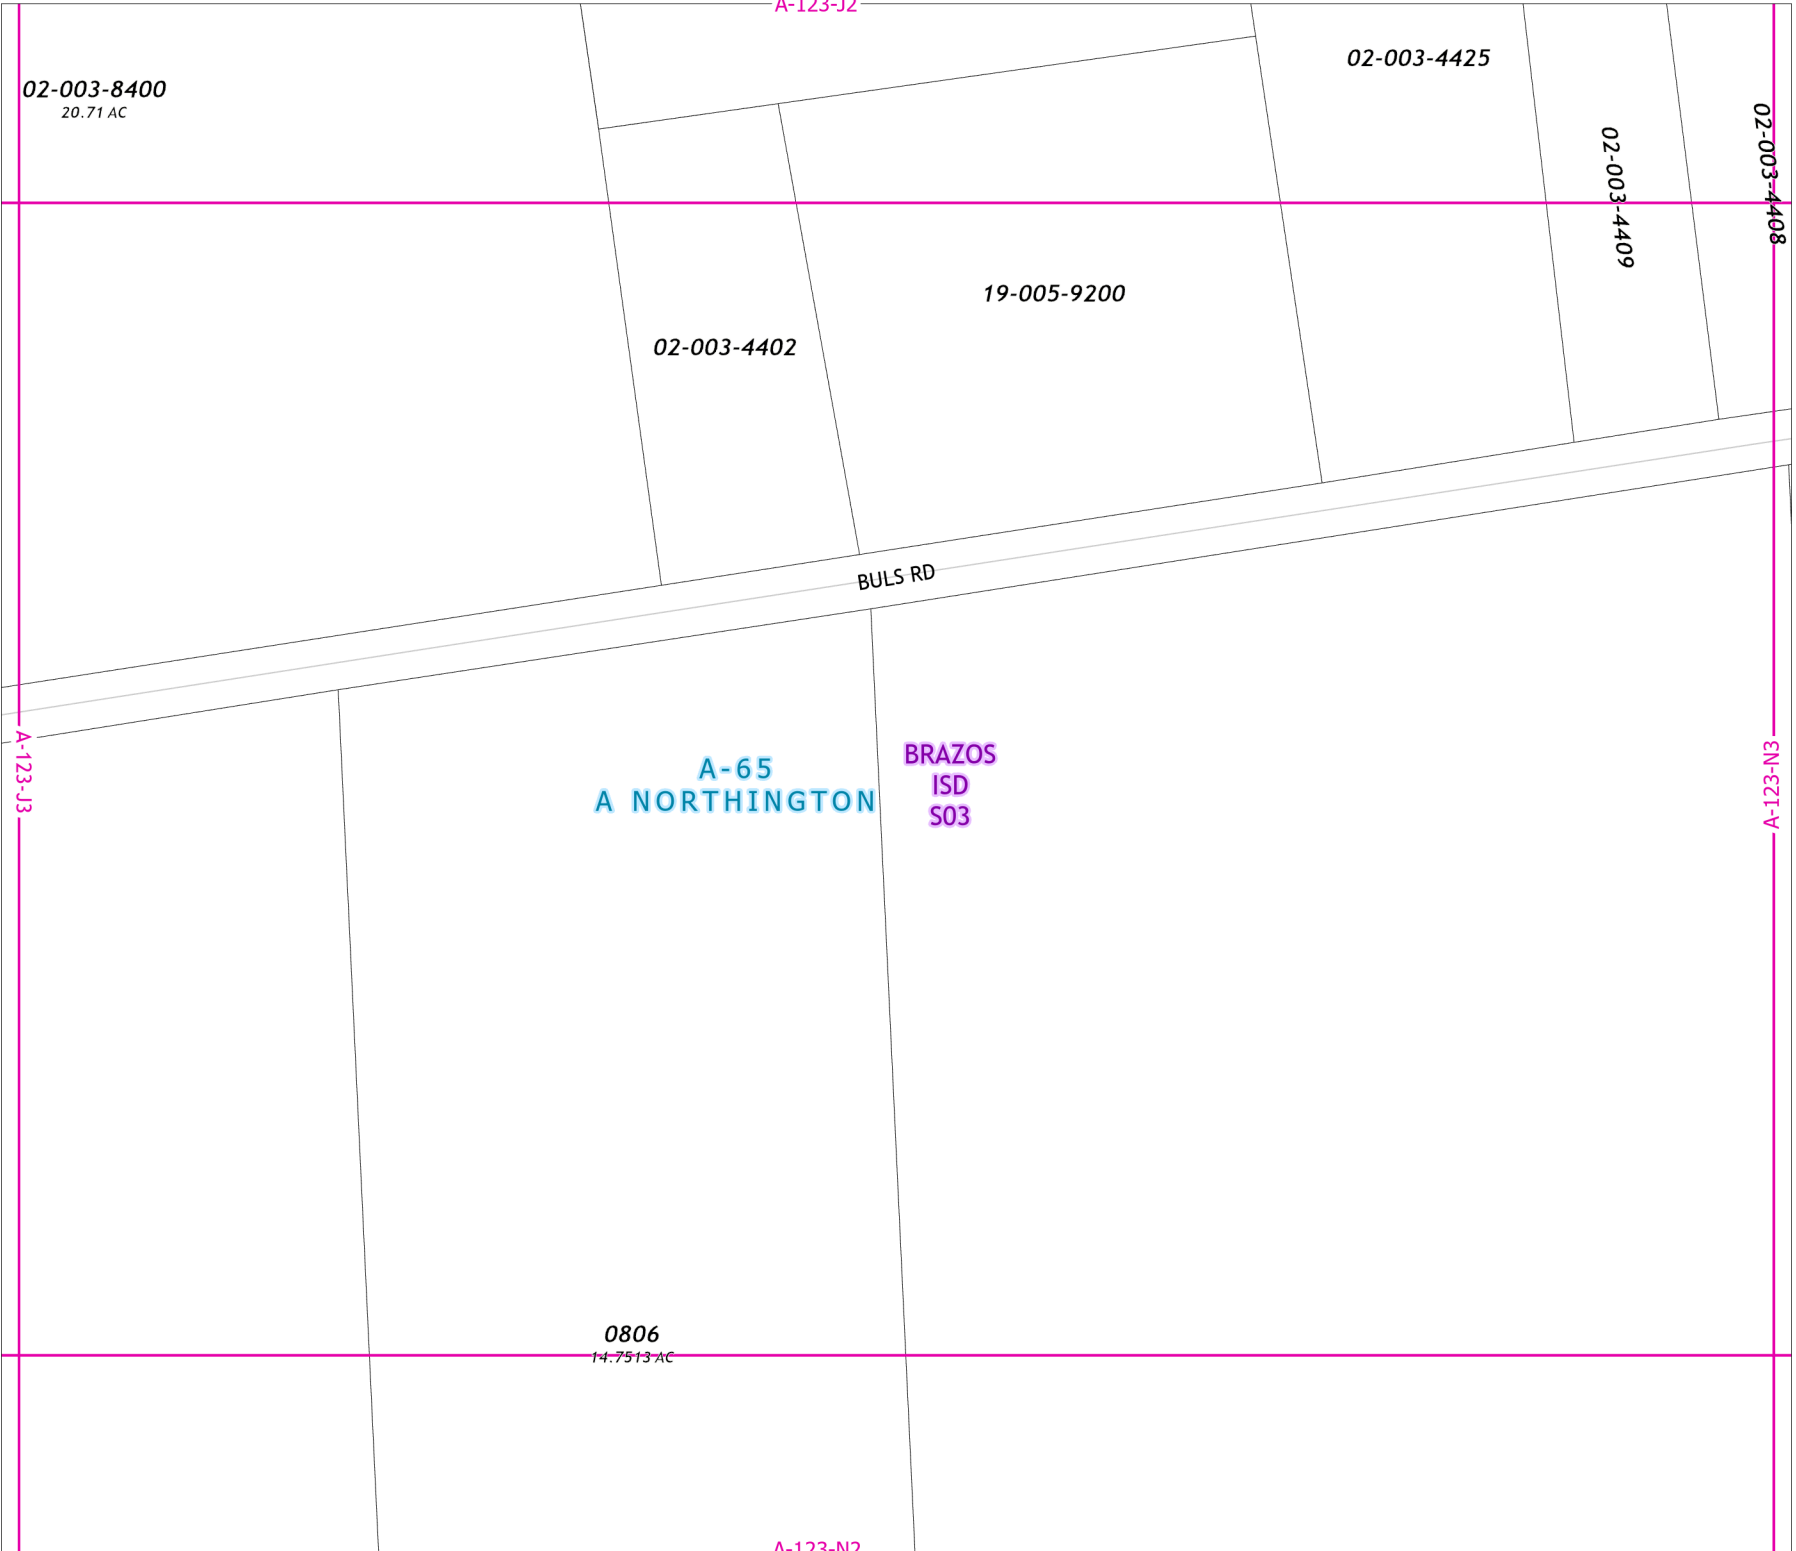 A-123-J2
02-003-8400
20.71 AC
02-003-4425
02-003-4409
02-003-4408
19-005-9200
02-003-4402
BULS RD
A-123-J3
A-65
A NORTHINGTON
BRAZOS
ISD
S03
A-123-N3
0806
14.7513 AC
A-123-N2